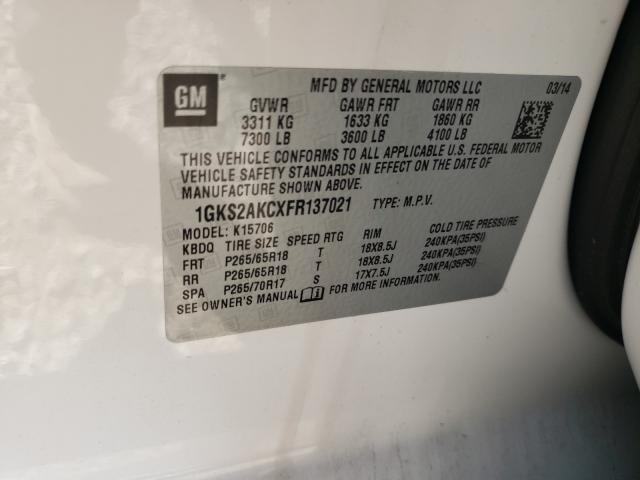 GM
MFD BY GENERAL MOTORS LLC 03/14
GVWR GAWR FRT GAWR RR
3311 KG 1633 KG 1860 KG
7300 LB 3600 LB 4100 LB
THIS VEHICLE CONFORMS TO ALL APPLICABLE U.S. FEDERAL MOTOR
VEHICLE SAFETY STANDARDS IN EFFECT ON THE DATE OF
MANUFACTURE SHOWN ABOVE.
1GKS2AKCXFR137021 TYPE: M.P.V.
MODEL: K15706
KBDQ TIRE SIZE SPEED RTG RIM COLD TIRE PRESSURE
FRT P265/65R18 T 18X8.5J 240KPA(35PSI)
RR P265/65R18 T 18X8.5J 240KPA(35PSI)
SPA P265/70R17 S 17X7.5J 240KPA(35PSI)
SEE OWNER'S MANUAL FOR MORE INFORMATION.